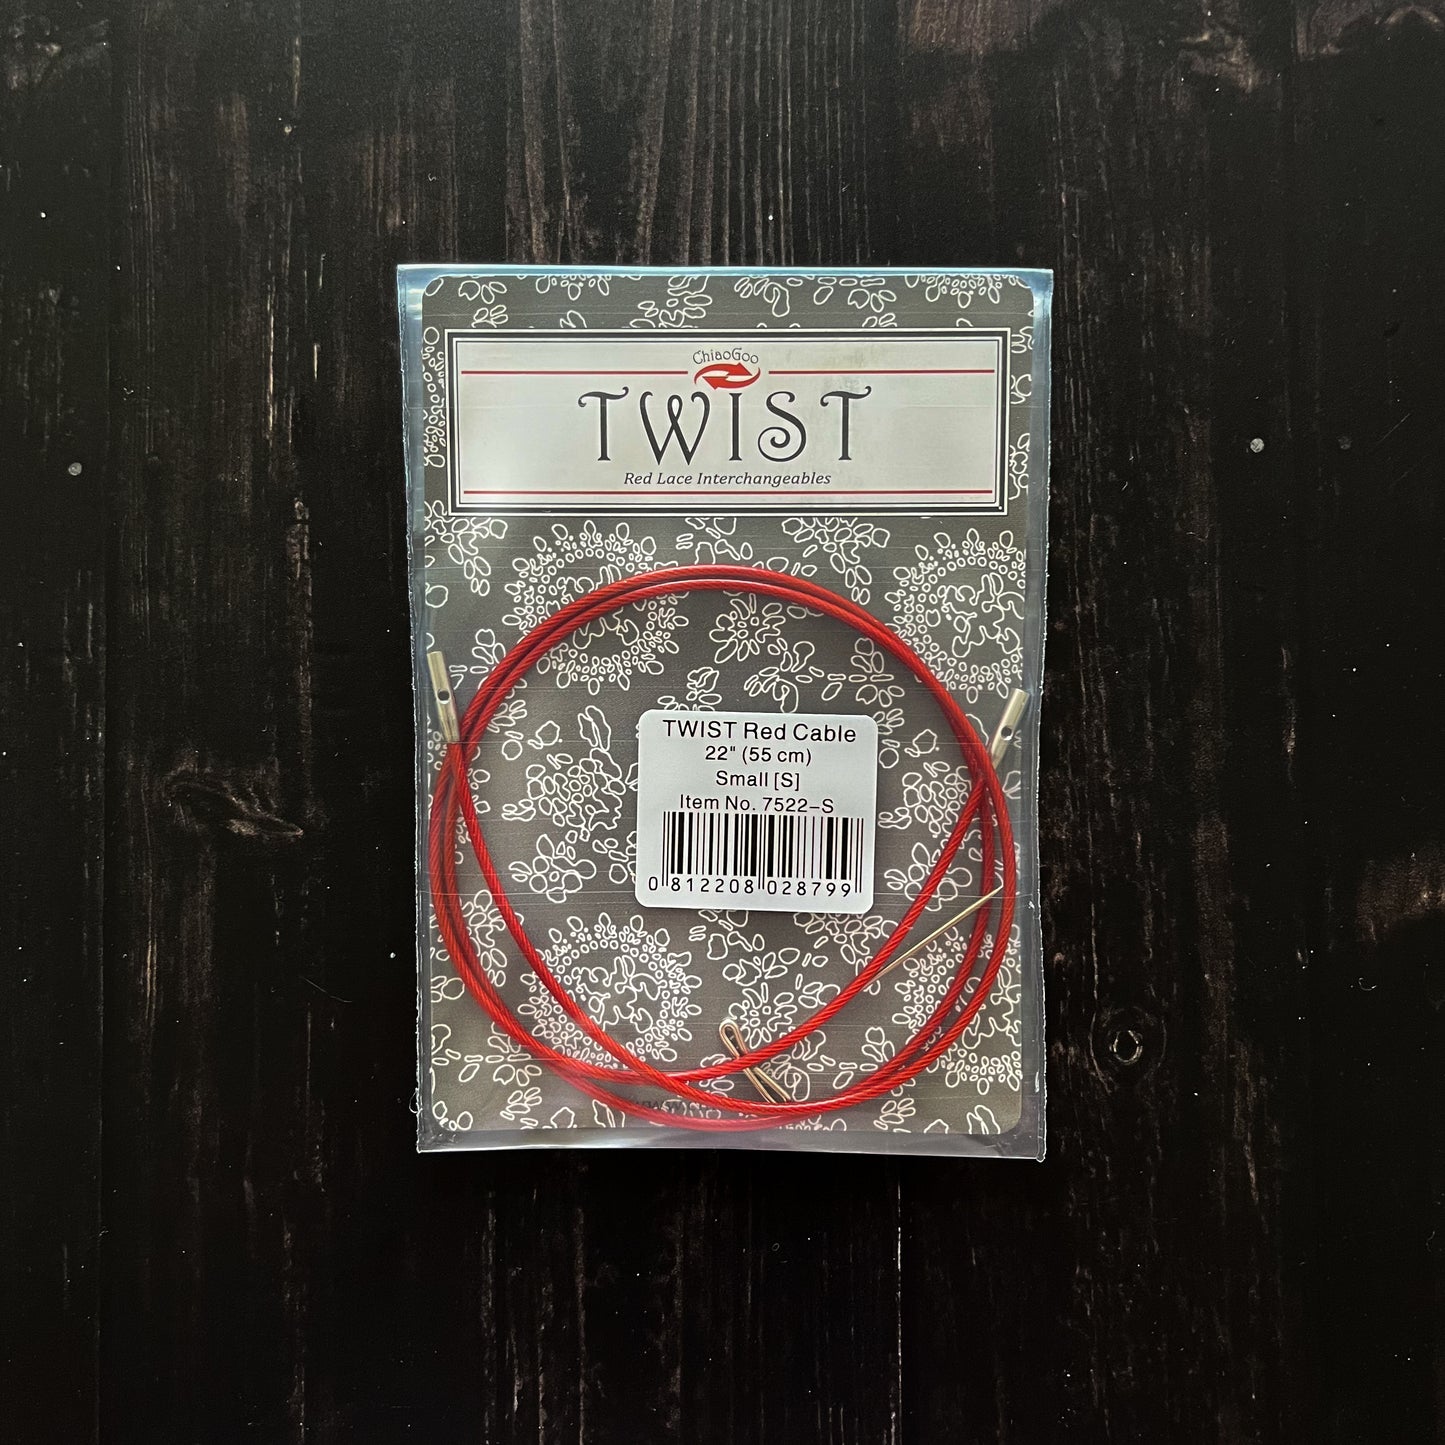 ChiaoGoo
TWIST
Red Lace Interchangeables
TWIST Red Cable
22" (55 cm)
Small [S]
Item No. 7522-S
0 812208 028799